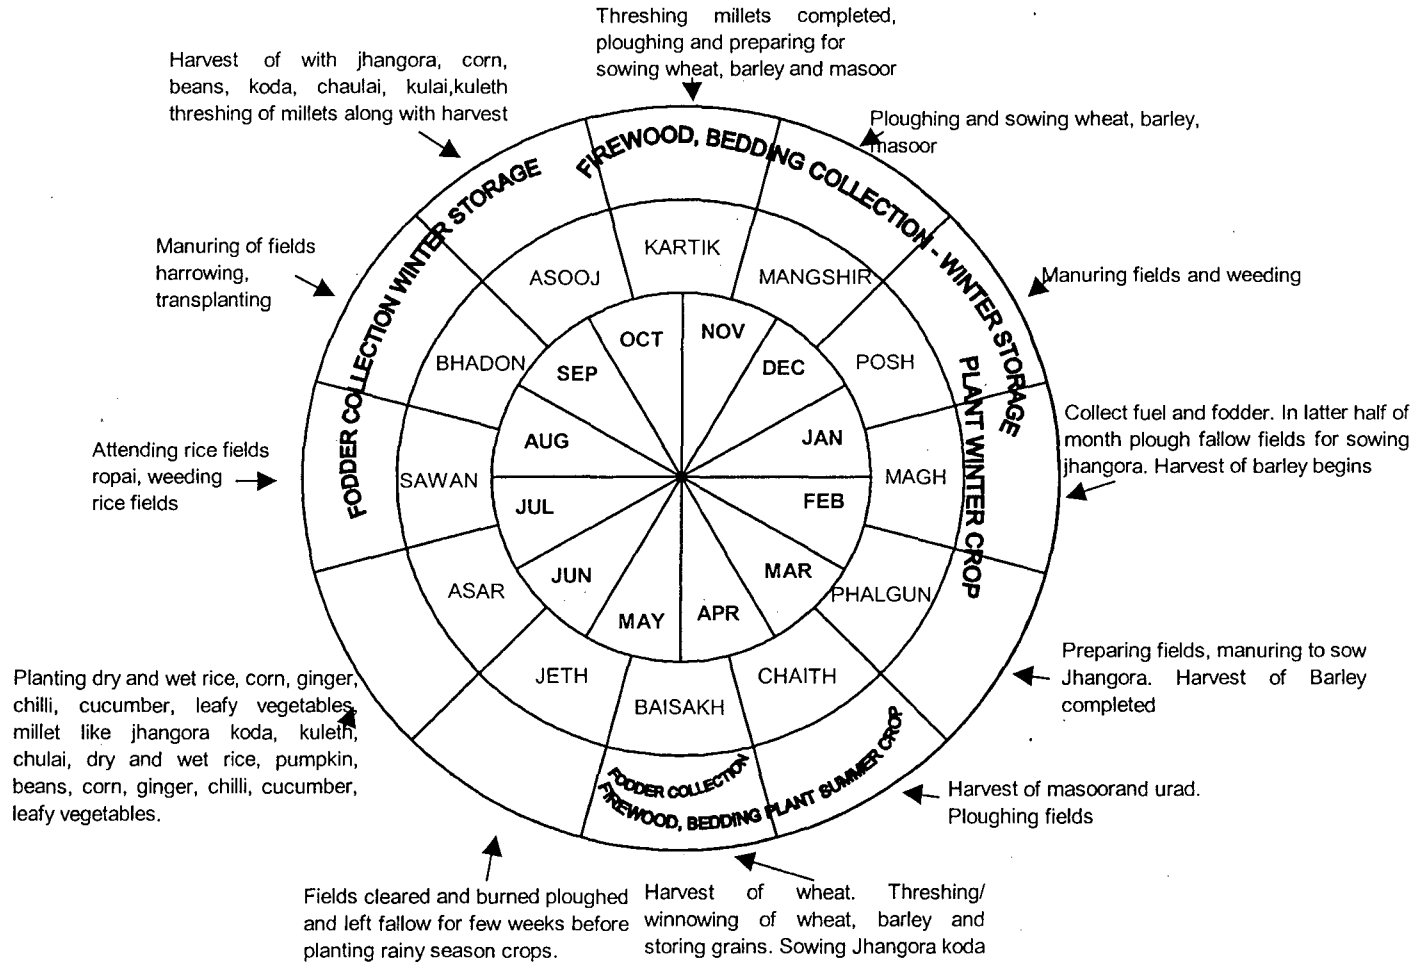 Threshing millets completed,
ploughing and preparing for
sowing wheat, barley and masoor
Harvest of with jhangora, corn,
beans, koda, chaulai, kulai,kuleth
threshing of millets along with harvest
Ploughing and sowing wheat, barley,
masoor
Manuring of fields
harrowing,
transplanting
Manuring fields and weeding
Attending rice fields
ropai, weeding
rice fields
Collect fuel and fodder. In latter half of
month plough fallow fields for sowing
jhangora. Harvest of barley begins
Planting dry and wet rice, corn, ginger,
chilli, cucumber, leafy vegetables,
millet like jhangora koda, kuleth,
chulai, dry and wet rice, pumpkin,
beans, corn, ginger, chilli, cucumber,
leafy vegetables.
Preparing fields, manuring to sow
Jhangora. Harvest of Barley
completed
Harvest of masoorand urad.
Ploughing fields
Fields cleared and burned ploughed
and left fallow for few weeks before
planting rainy season crops.
Harvest of wheat. Threshing/
winnowing of wheat, barley and
storing grains. Sowing Jhangora koda
FODDER COLLECTION WINTER STORAGE
FIREWOOD, BEDDING COLLECTION - WINTER STORAGE
PLANT WINTER CROP
FODDER COLLECTION
FIREWOOD, BEDDING PLANT SUMMER CROP
KARTIK
MANGSHIR
POSH
MAGH
PHALGUN
CHAITH
BAISAKH
JETH
ASAR
SAWAN
BHADON
ASOOJ
OCT
NOV
DEC
JAN
FEB
MAR
APR
MAY
JUN
JUL
AUG
SEP